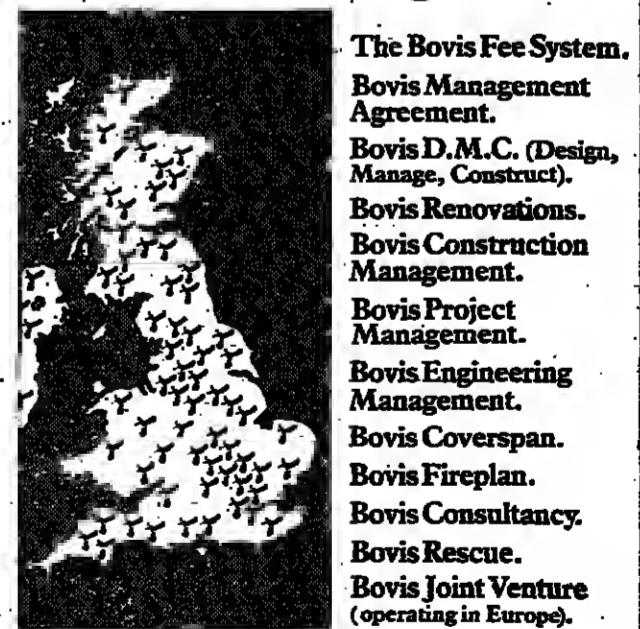 The Bovis Fee System.
Bovis Management
Agreement.
Bovis D.M.C. (Design,
Manage, Construct).
Bovis Renovations.
Bovis Construction
Management.
Bovis Project
Management.
Bovis Engineering
Management.
Bovis Coverspan.
Bovis Fireplan.
Bovis Consultancy.
Bovis Rescue.
Bovis Joint Venture
(operating in Europe).